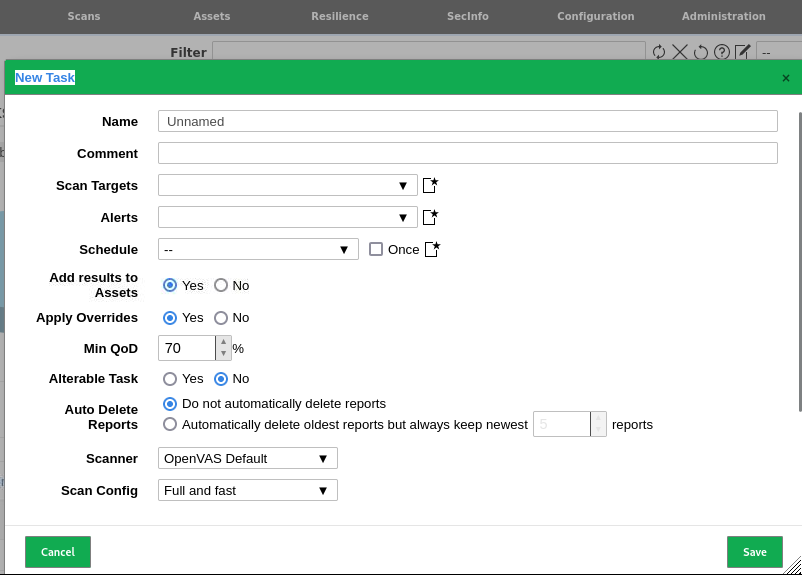 Scans Assets Resilience SecInfo Configuration Administration
Filter --
New Task ×
Name Unnamed
Comment
Scan Targets ▼
Alerts ▼
Schedule -- ▼ Once
Add results to
Assets Yes No
Apply Overrides Yes No
Min QoD 70 %
Alterable Task Yes No
Auto Delete
Reports
Do not automatically delete reports
Automatically delete oldest reports but always keep newest 5 reports
Scanner OpenVAS Default ▼
Scan Config Full and fast ▼
Cancel Save